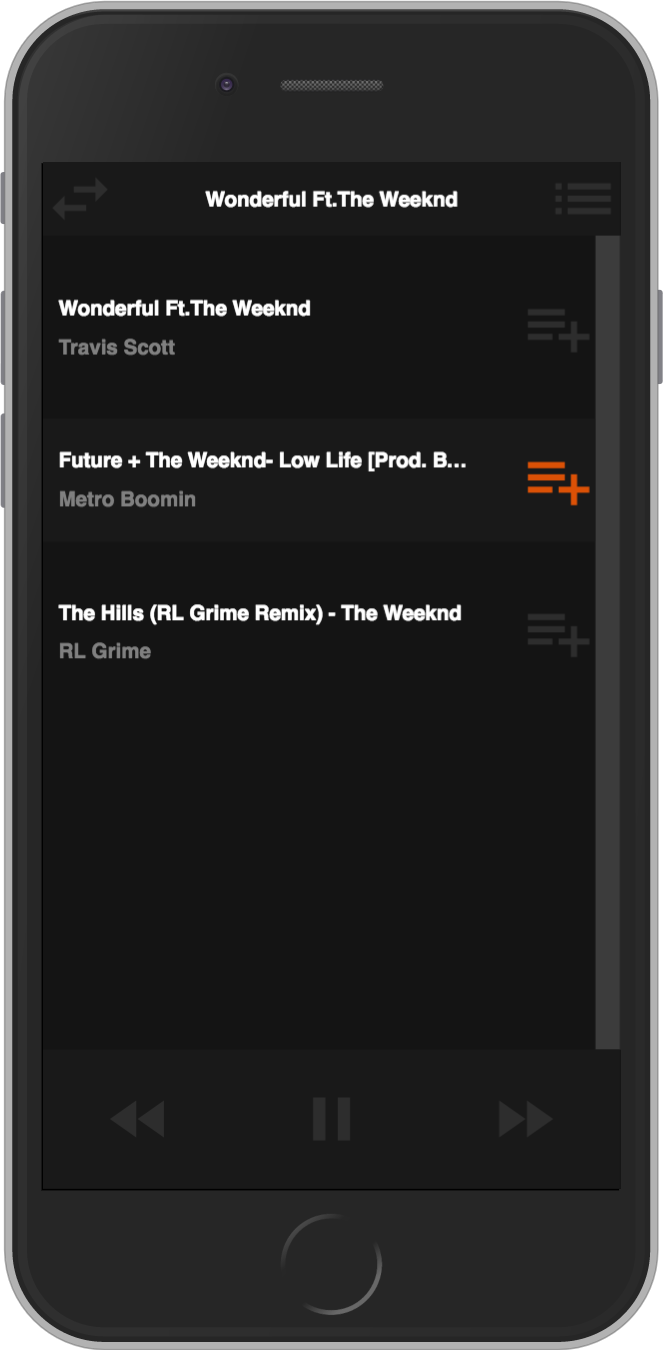 Wonderful Ft.The Weeknd
Wonderful Ft.The Weeknd
Travis Scott
Future + The Weeknd- Low Life [Prod. B...
Metro Boomin
The Hills (RL Grime Remix) - The Weeknd
RL Grime